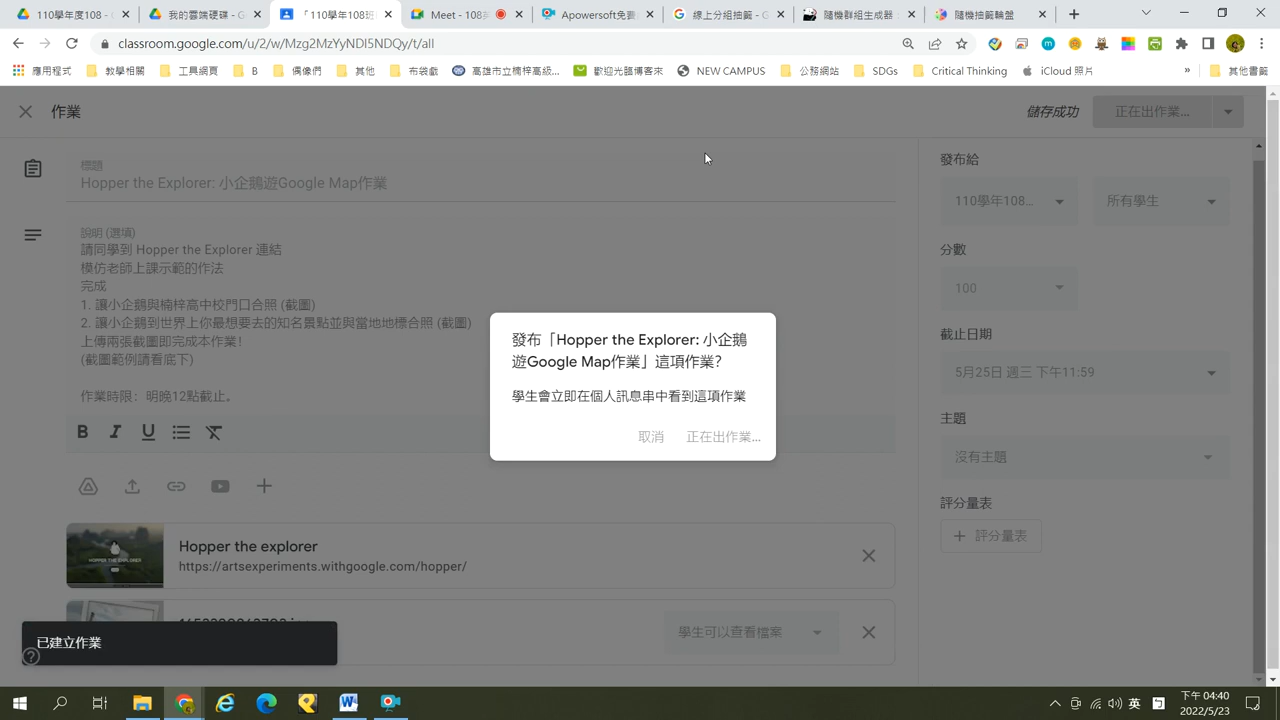 「110學年度108 -
我的雲端硬碟 - G
「110學年度108班
Meet - 108英
Apowersoft免費
線上分組抽籤 - G
隨機群組生成器：
隨機抽籤輪盤
classroom.google.com/u/2/w/Mzg2MzYyNDI5NDQy/t/all
應用程式
教學相關
工具網頁
B
偶像們
其他
布袋戲
高雄市立楠梓高級...
歡迎光臨博客來
NEW CAMPUS
公務網站
SDGs
Critical Thinking
iCloud 照片
»
其他書籤
作業
儲存成功
正在出作業...
標題
Hopper the Explorer: 小企鵝遊Google Map作業
說明 (選填)
請同學到 Hopper the Explorer 連結
模仿老師上課示範的作法
完成
1. 讓小企鵝與楠梓高中校門口合照 (截圖)
2. 讓小企鵝到世界上你最想要去的知名景點並與當地地標合照 (截圖)
上傳兩張截圖即完成本作業!
(截圖範例請看底下)
作業時限：明晚12點截止。
B I U
Hopper the explorer
https://artsexperiments.withgoogle.com/hopper/
學生可以查看檔案
發布給
110學年108...
所有學生
分數
100
截止日期
5月25日 週三 下午11:59
主題
沒有主題
評分量表
評分量表
發布「Hopper the Explorer: 小企鵝
遊Google Map作業」這項作業?
學生會立即在個人訊息串中看到這項作業
取消
正在出作業...
已建立作業
HOPPER THE EXPLORER
英
下午 04:40
2022/5/23